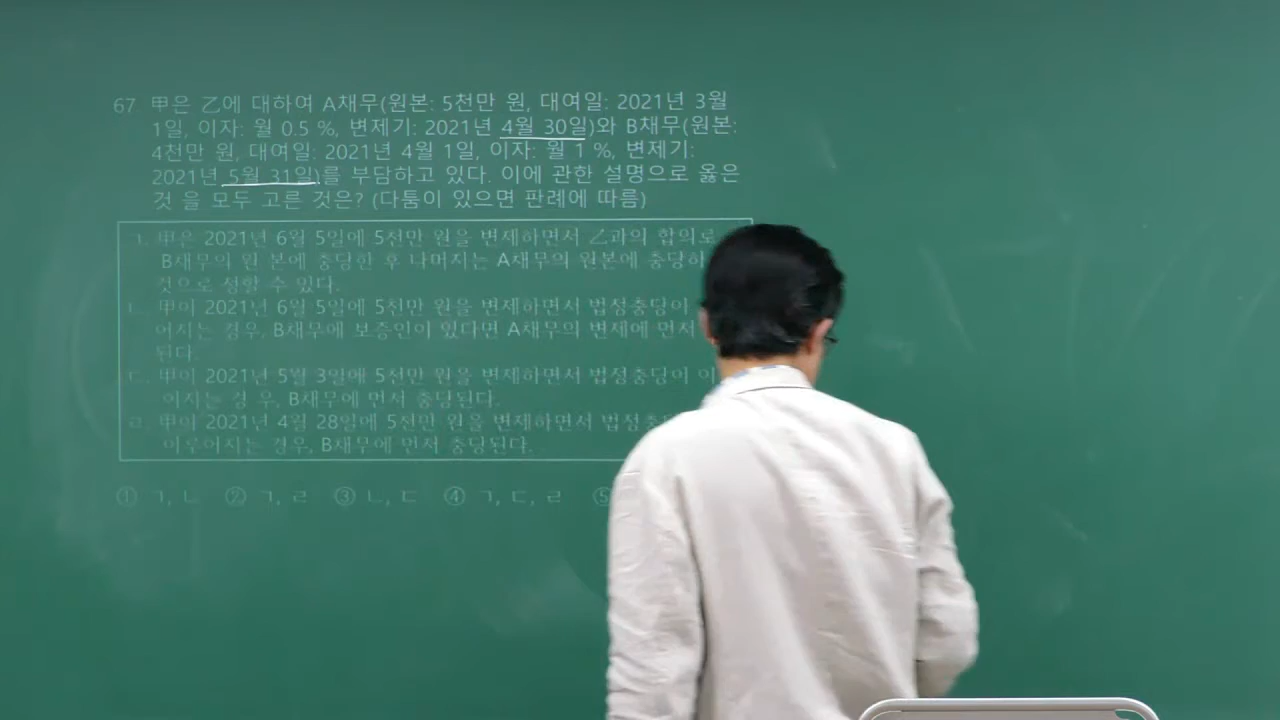 67 甲은 乙에 대하여 A채무(원본: 5천만 원, 대여일: 2021년 3월
1일, 이자: 월 0.5 %, 변제기: 2021년 4월 30일)와 B채무(원본:
4천만 원, 대여일: 2021년 4월 1일, 이자: 월 1 %, 변제기:
2021년 5월 31일)를 부담하고 있다. 이에 관한 설명으로 옳은
것 을 모두 고른 것은? (다툼이 있으면 판례에 따름)
ㄱ. 甲은 2021년 6월 5일에 5천만 원을 변제하면서 乙과의 합의로
B채무의 원 본에 충당한 후 나머지는 A채무의 원본에 충당하
것으로 정할 수 있다.
ㄴ. 甲이 2021년 6월 5일에 5천만 원을 변제하면서 법정충당이
어지는 경우, B채무에 보증인이 있다면 A채무의 변제에 먼저
된다.
ㄷ. 甲이 2021년 5월 3일에 5천만 원을 변제하면서 법정충당이 이
이지는 경 우, B채무에 먼저 충당된다.
ㄹ. 甲이 2021년 4월 28일에 5천만 원을 변제하면서 법정충
이루어지는 경우, B채무에 먼저 충당된다.
① ㄱ, ㄴ ② ㄱ, ㄹ ③ ㄴ, ㄷ ④ ㄱ, ㄷ, ㄹ ⑤